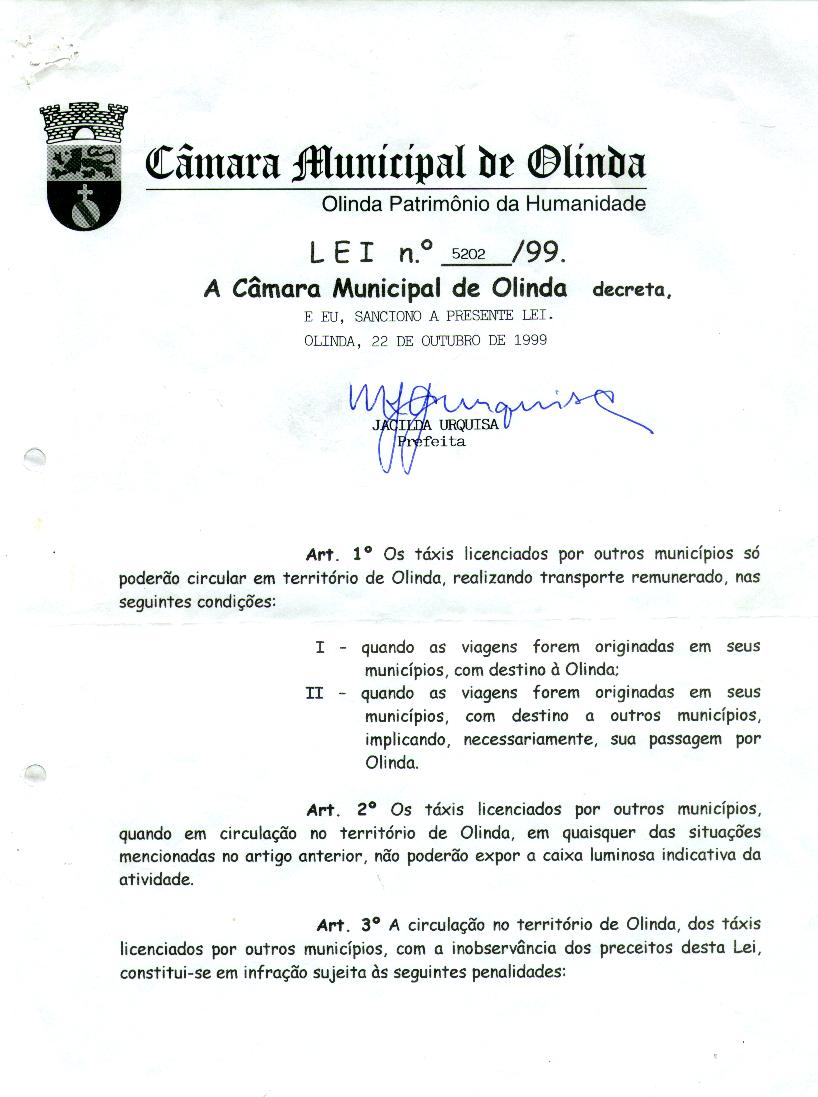 Câmara Municipal de Olinda
Olinda Patrimônio da Humanidade
LEI n.º 5202 /99.
A Câmara Municipal de Olinda decreta,
E EU, SANCIONO A PRESENTE LEI.
OLINDA, 22 DE OUTUBRO DE 1999
JACILDA URQUISA
Prefeita
Art. 1º Os táxis licenciados por outros municípios só
poderão circular em território de Olinda, realizando transporte remunerado, nas
seguintes condições:
I - quando as viagens forem originadas em seus
municípios, com destino à Olinda;
II - quando as viagens forem originadas em seus
municípios, com destino a outros municípios,
implicando, necessariamente, sua passagem por
Olinda.
Art. 2º Os táxis licenciados por outros municípios,
quando em circulação no território de Olinda, em quaisquer das situações
mencionadas no artigo anterior, não poderão expor a caixa luminosa indicativa da
atividade.
Art. 3º A circulação no território de Olinda, dos táxis
licenciados por outros municípios, com a inobservância dos preceitos desta Lei,
constitui-se em infração sujeita às seguintes penalidades: